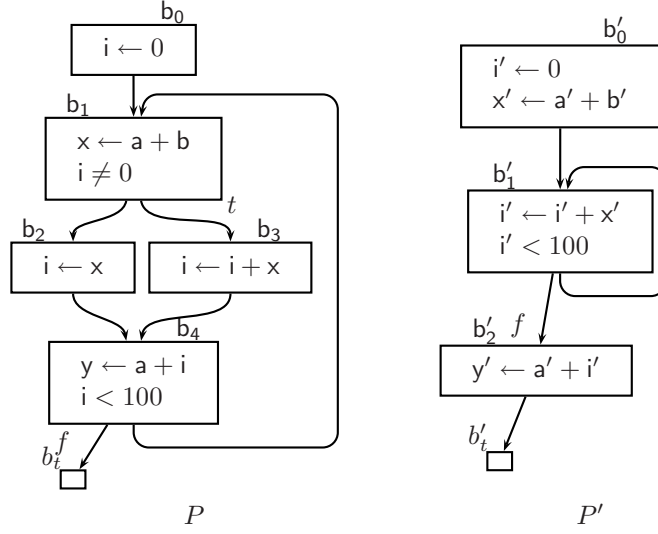 b₀
i ← 0
b₁
x ← a + b
i ≠ 0
t
b₂
i ← x
b₃
i ← i + x
b₄
y ← a + i
i < 100
f
bₜ
P
b′₀
i′ ← 0
x′ ← a′ + b′
b′₁
i′ ← i′ + x′
i′ < 100
f
b′₂
y′ ← a′ + i′
b′ₜ
P′